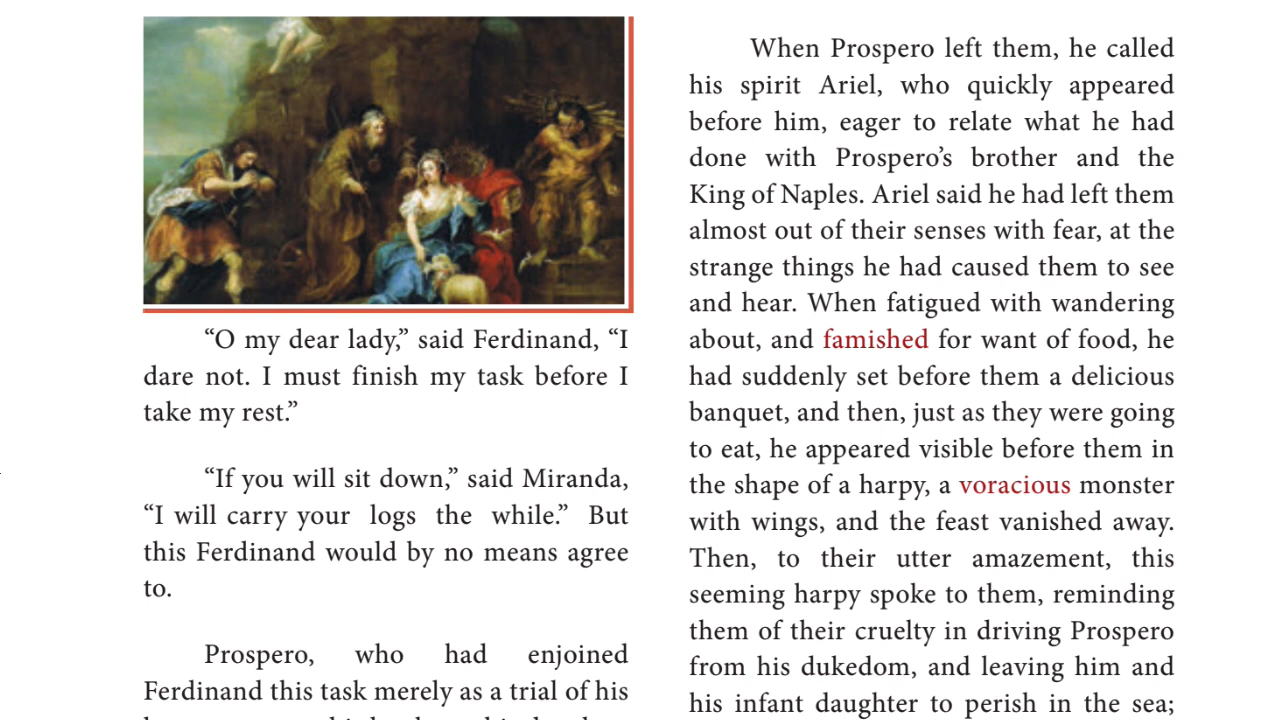 “O my dear lady,” said Ferdinand, “I
dare not. I must finish my task before I
take my rest.”
“If you will sit down,” said Miranda,
“I will carry your logs the while.” But
this Ferdinand would by no means agree
to.
Prospero, who had enjoined
Ferdinand this task merely as a trial of his
When Prospero left them, he called
his spirit Ariel, who quickly appeared
before him, eager to relate what he had
done with Prospero’s brother and the
King of Naples. Ariel said he had left them
almost out of their senses with fear, at the
strange things he had caused them to see
and hear. When fatigued with wandering
about, and famished for want of food, he
had suddenly set before them a delicious
banquet, and then, just as they were going
to eat, he appeared visible before them in
the shape of a harpy, a voracious monster
with wings, and the feast vanished away.
Then, to their utter amazement, this
seeming harpy spoke to them, reminding
them of their cruelty in driving Prospero
from his dukedom, and leaving him and
his infant daughter to perish in the sea;